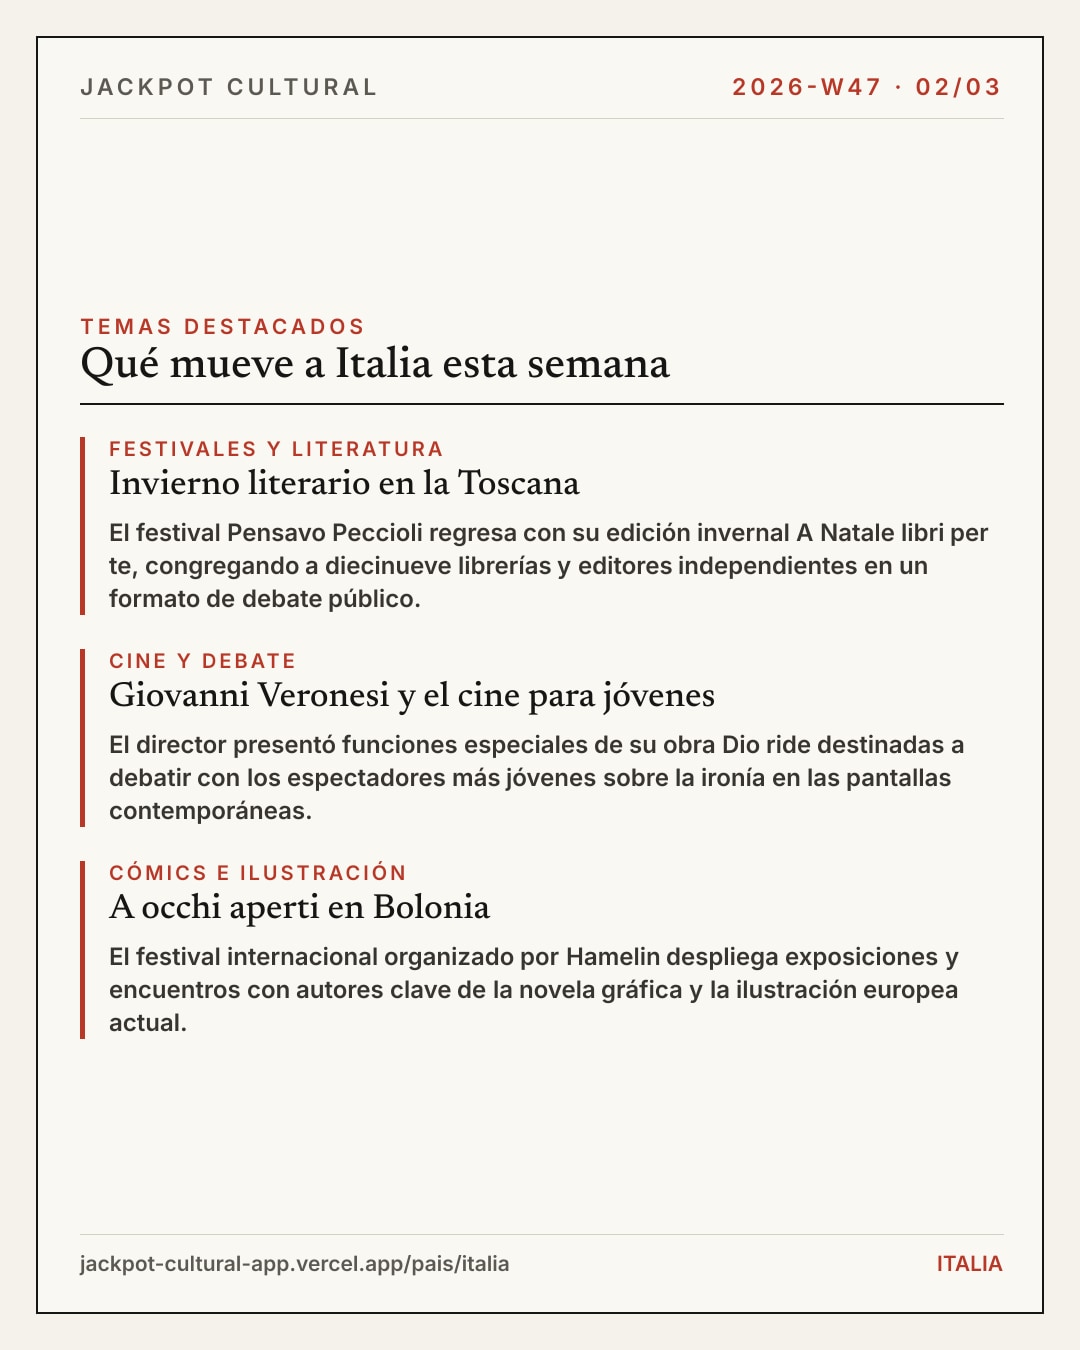 JACKPOT CULTURAL
2026-W47 · 02/03
TEMAS DESTACADOS
Qué mueve a Italia esta semana
FESTIVALES Y LITERATURA
Invierno literario en la Toscana
El festival Pensavo Peccioli regresa con su edición invernal A Natale libri per
te, congregando a diecinueve librerías y editores independientes en un
formato de debate público.
CINE Y DEBATE
Giovanni Veronesi y el cine para jóvenes
El director presentó funciones especiales de su obra Dio ride destinadas a
debatir con los espectadores más jóvenes sobre la ironía en las pantallas
contemporáneas.
CÓMICS E ILUSTRACIÓN
A occhi aperti en Bolonia
El festival internacional organizado por Hamelin despliega exposiciones y
encuentros con autores clave de la novela gráfica y la ilustración europea
actual.
jackpot-cultural-app.vercel.app/pais/italia
ITALIA